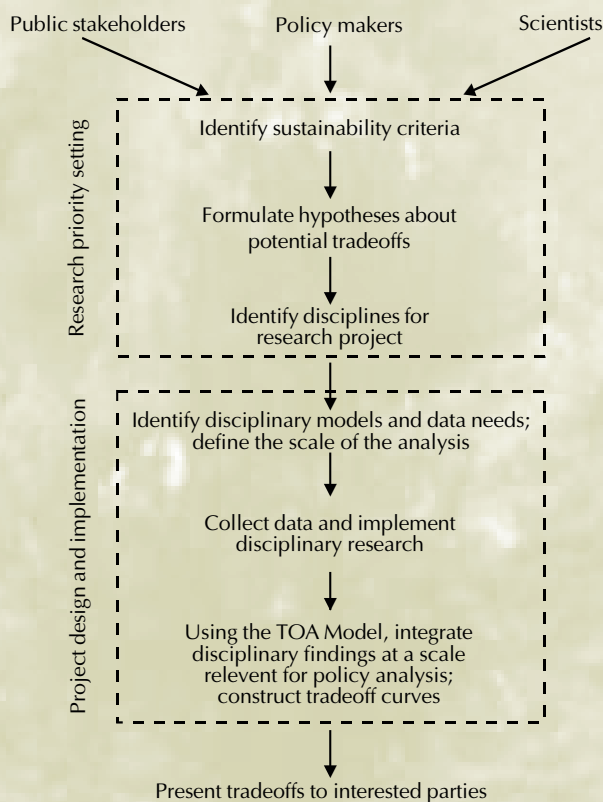 Public stakeholders
Policy makers
Scientists
Research priority setting
Identify sustainability criteria
Formulate hypotheses about
potential tradeoffs
Identify disciplines for
research project
Project design and implementation
Identify disciplinary models and data needs;
define the scale of the analysis
Collect data and implement
disciplinary research
Using the TOA Model, integrate
disciplinary findings at a scale
relevent for policy analysis;
construct tradeoff curves
Present tradeoffs to interested parties